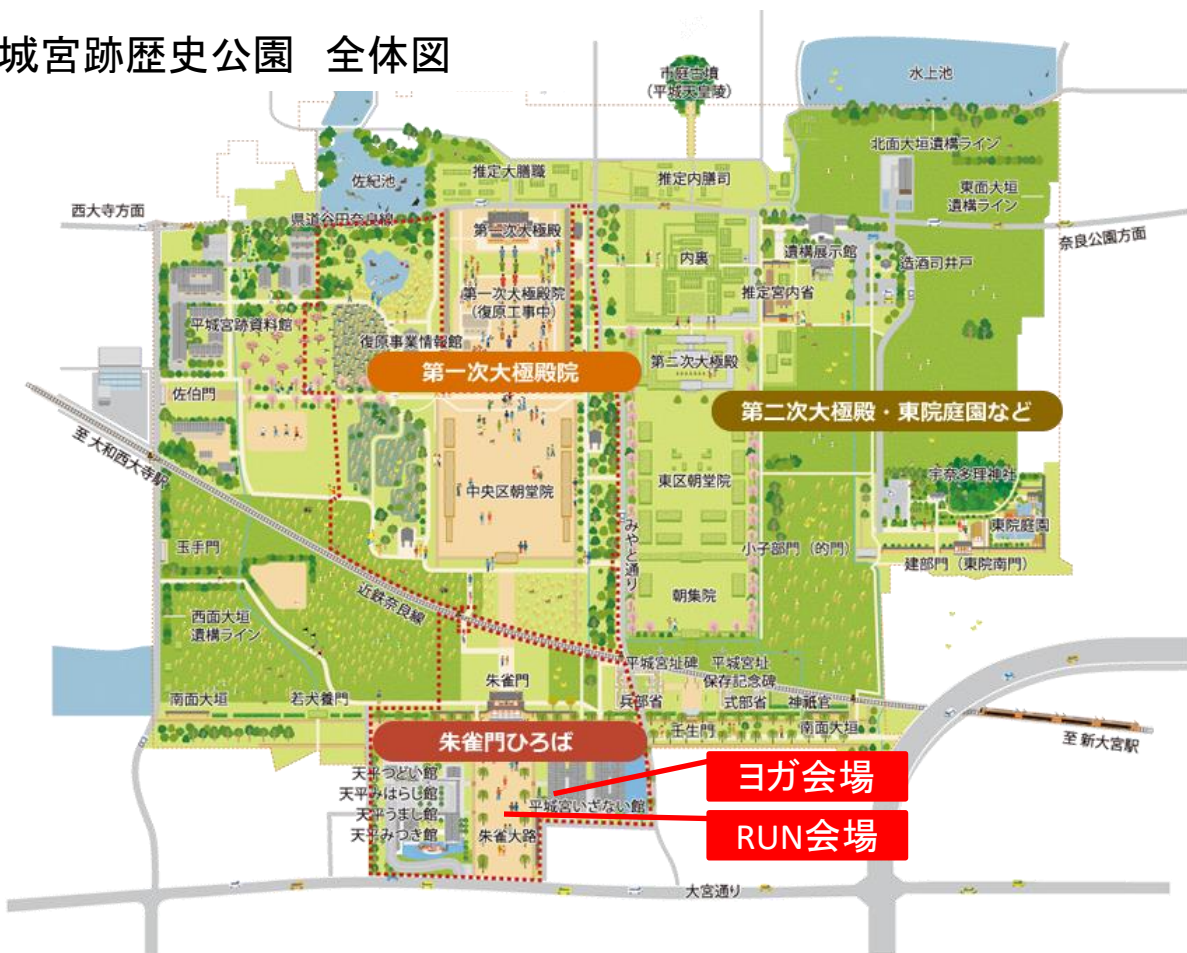 城宮跡歴史公園 全体図
市庭古墳
(平城天皇陵)
水上池
北面大垣遺構ライン
佐紀池
推定大膳職
推定内膳司
東面大垣
遺構ライン
西大寺方面
県道谷田奈良線
第一次大極殿
奈良公園方面
内裏
遺構展示館
造酒司井戸
第一次大極殿院
(復原工事中)
推定宮内省
平城宮跡資料館
復原事業情報館
第一次大極殿院
第二次大極殿
佐伯門
第二次大極殿・東院庭園など
至 大和西大寺駅
中央区朝堂院
東区朝堂院
宇奈多理神社
東院庭園
みやと通り
玉手門
小子部門(的門)
建部門(東院南門)
近鉄奈良線
朝集院
西面大垣
遺構ライン
平城宮址碑
平城宮址
保存記念碑
朱雀門
南面大垣
若犬養門
兵部省
式部省
神祇官
壬生門
南面大垣
至 新大宮駅
朱雀門ひろば
天平つどい館
天平みはらし館
天平うまし館
天平みつき館
平城宮いざない館
ヨガ会場
朱雀大路
RUN会場
大宮通り